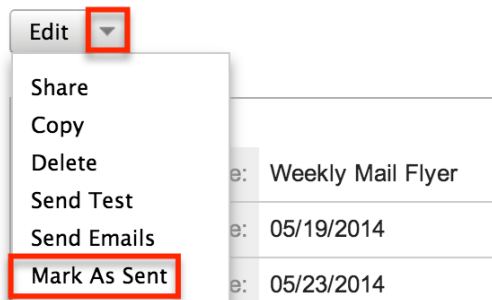 Edit
Share
Copy
Delete
Send Test
e: Weekly Mail Flyer
Send Emails
e: 05/19/2014
Mark As Sent
e: 05/23/2014